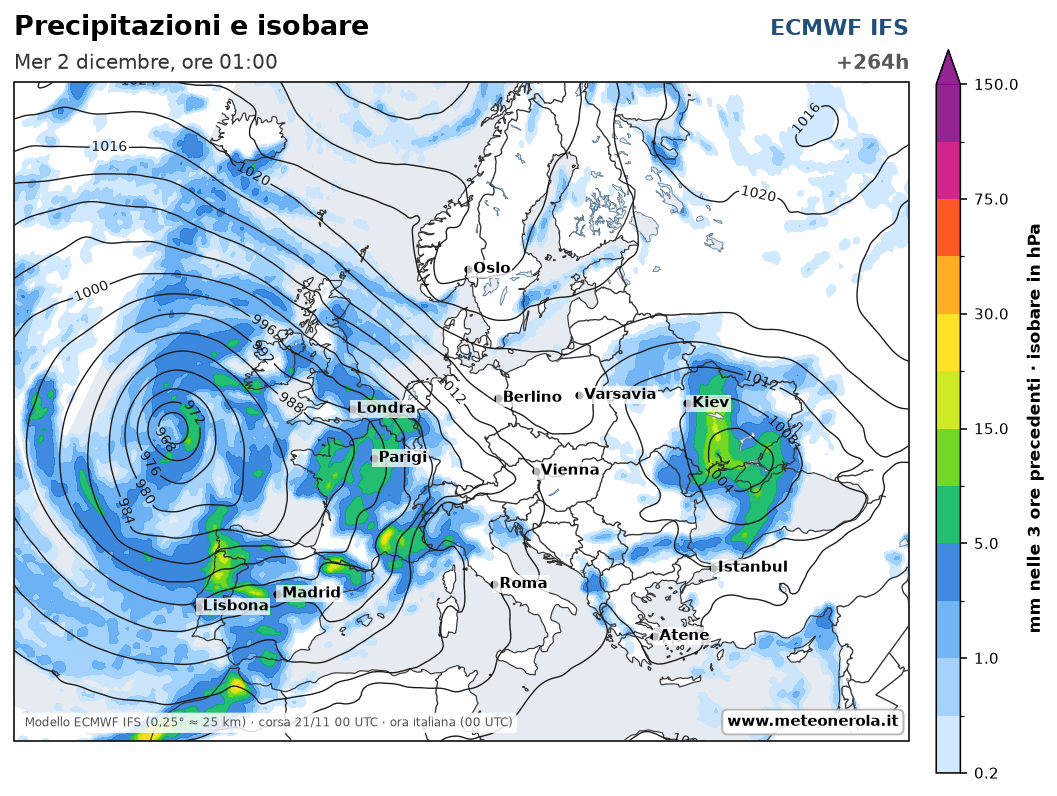 Precipitazioni e isobare
ECMWF IFS
Mer 2 dicembre, ore 01:00
+264h
150.0
75.0
30.0
15.0
5.0
1.0
0.2
mm nelle 3 ore precedenti · isobare in hPa
1016
1016
1020
1020
1000
996
988
1012
1012
1008
1004
972
968
976
980
984
Oslo
Berlino
Varsavia
Kiev
Londra
Parigi
Vienna
Istanbul
Roma
Madrid
Lisbona
Atene
Modello ECMWF IFS (0,25° ≈ 25 km) · corsa 21/11 00 UTC · ora italiana (00 UTC)
www.meteonerola.it